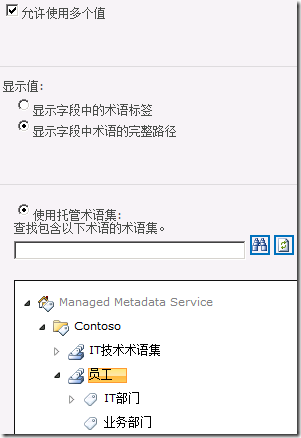 允许使用多个值
显示值:
显示字段中的术语标签
显示字段中术语的完整路径
使用托管术语集:
查找包含以下术语的术语集。
Managed Metadata Service
Contoso
IT技术术语集
员工
IT部门
业务部门